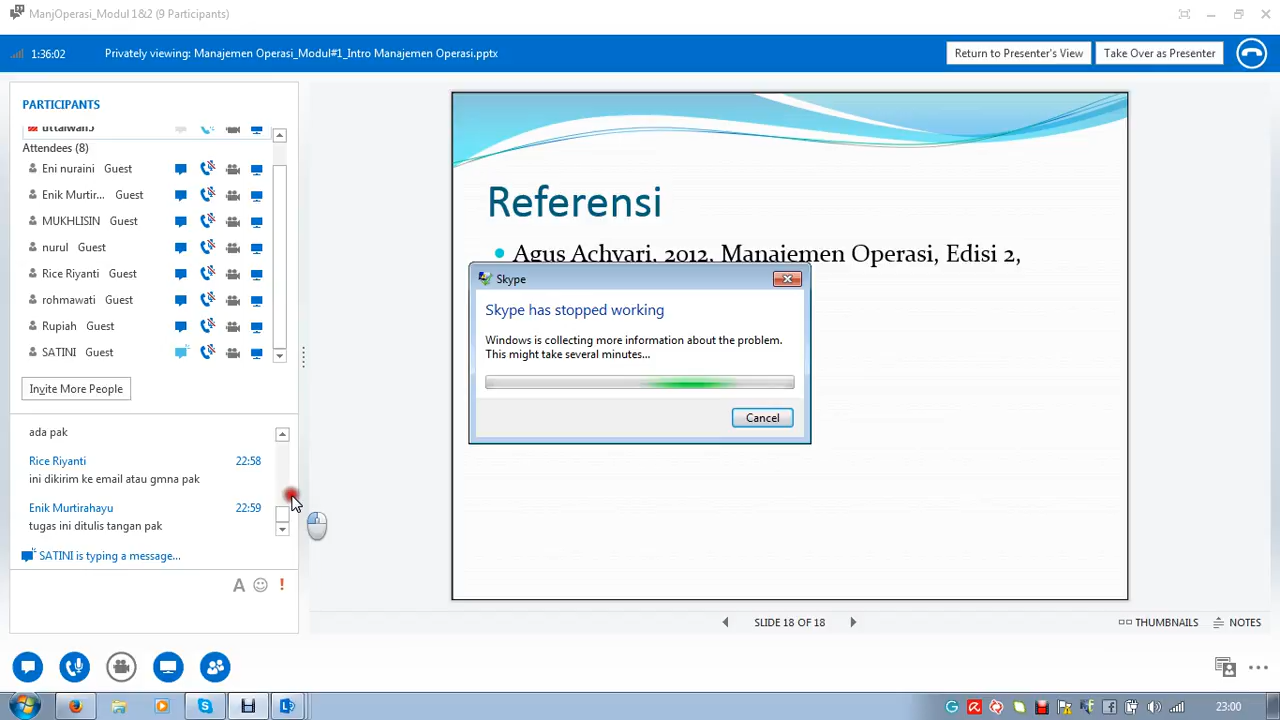 ManjOperasi_Modul 1&2 (9 Participants)
1:36:02
Privately viewing: Manajemen Operasi_Modul#1_Intro Manajemen Operasi.pptx
Return to Presenter's View
Take Over as Presenter
PARTICIPANTS
Attendees (8)
Eni nuraini Guest
Enik Murtir... Guest
MUKHLISIN Guest
nurul Guest
Rice Riyanti Guest
rohmawati Guest
Rupiah Guest
SATINI Guest
Invite More People
ada pak
Rice Riyanti 22:58
ini dikirim ke email atau gmna pak
Enik Murtirahayu 22:59
tugas ini ditulis tangan pak
SATINI is typing a message...
A
Referensi
Agus Achyari, 2012, Manajemen Operasi, Edisi 2,
Skype
Skype has stopped working
Windows is collecting more information about the problem.
This might take several minutes...
Cancel
SLIDE 18 OF 18
THUMBNAILS
NOTES
23:00